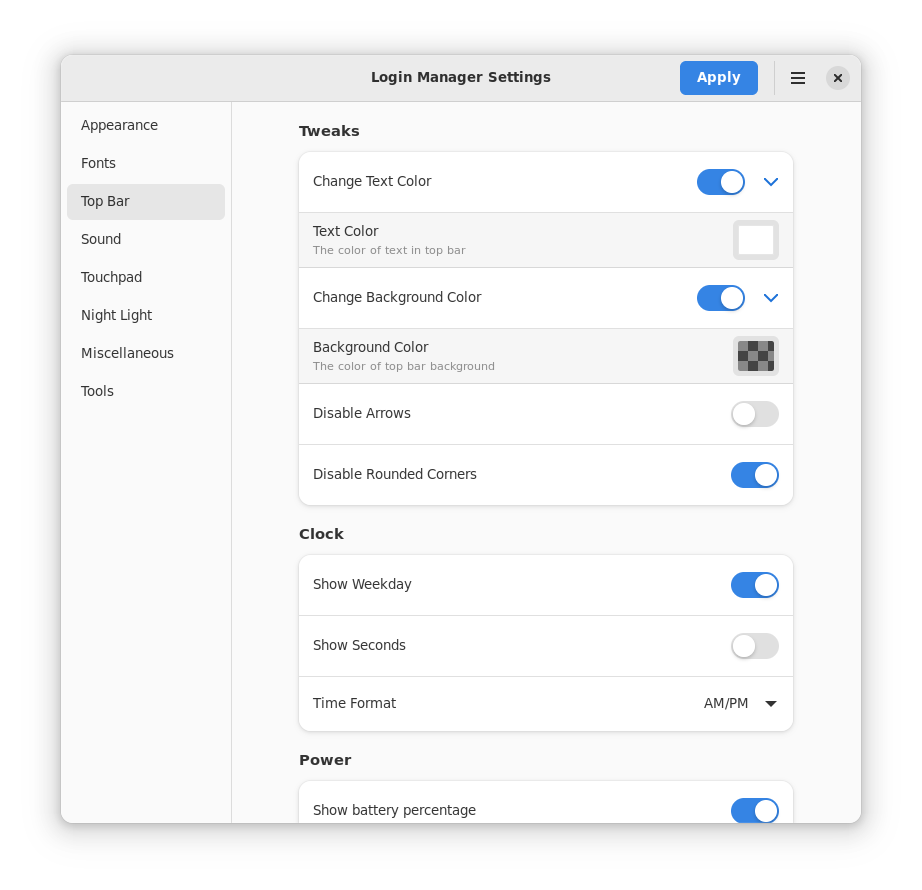 Login Manager Settings
Apply
Appearance
Fonts
Top Bar
Sound
Touchpad
Night Light
Miscellaneous
Tools
Tweaks
Change Text Color
Text Color
The color of text in top bar
Change Background Color
Background Color
The color of top bar background
Disable Arrows
Disable Rounded Corners
Clock
Show Weekday
Show Seconds
Time Format AM/PM
Power
Show battery percentage